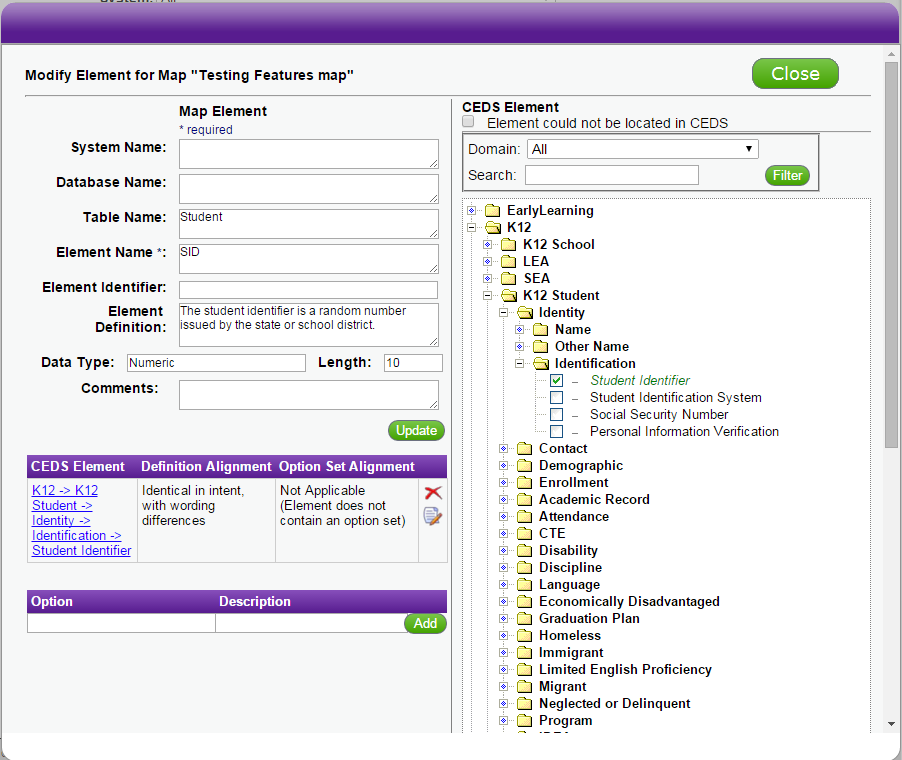 Modify Element for Map "Testing Features map"
Close
Map Element
* required
System Name:
Database Name:
Table Name: Student
Element Name *: SID
Element Identifier:
Element Definition: The student identifier is a random number
issued by the state or school district.
Data Type: Numeric Length: 10
Comments:
Update
CEDS Element Definition Alignment Option Set Alignment
K12 -> K12
Student ->
Identity ->
Identification ->
Student Identifier
Identical in intent,
with wording
differences
Not Applicable
(Element does not
contain an option set)
Option Description
Add
CEDS Element
Element could not be located in CEDS
Domain: All
Search: Filter
EarlyLearning
K12
K12 School
LEA
SEA
K12 Student
Identity
Name
Other Name
Identification
Student Identifier
Student Identification System
Social Security Number
Personal Information Verification
Contact
Demographic
Enrollment
Academic Record
Attendance
CTE
Disability
Discipline
Language
Economically Disadvantaged
Graduation Plan
Homeless
Immigrant
Limited English Proficiency
Migrant
Neglected or Delinquent
Program